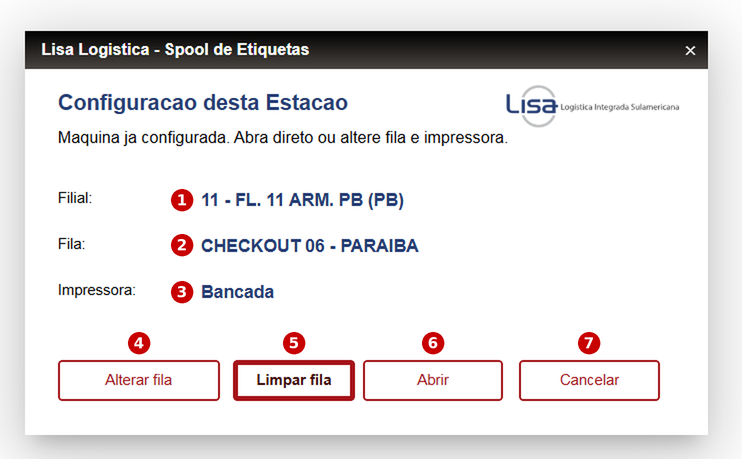 Lisa Logistica - Spool de Etiquetas ×
Configuracao desta Estacao
Lisa Logística Integrada Sulamericana
Maquina ja configurada. Abra direto ou altere fila e impressora.
Filial: 1 11 - FL. 11 ARM. PB (PB)
Fila: 2 CHECKOUT 06 - PARAIBA
Impressora: 3 Bancada
4 5 6 7
Alterar fila Limpar fila Abrir Cancelar